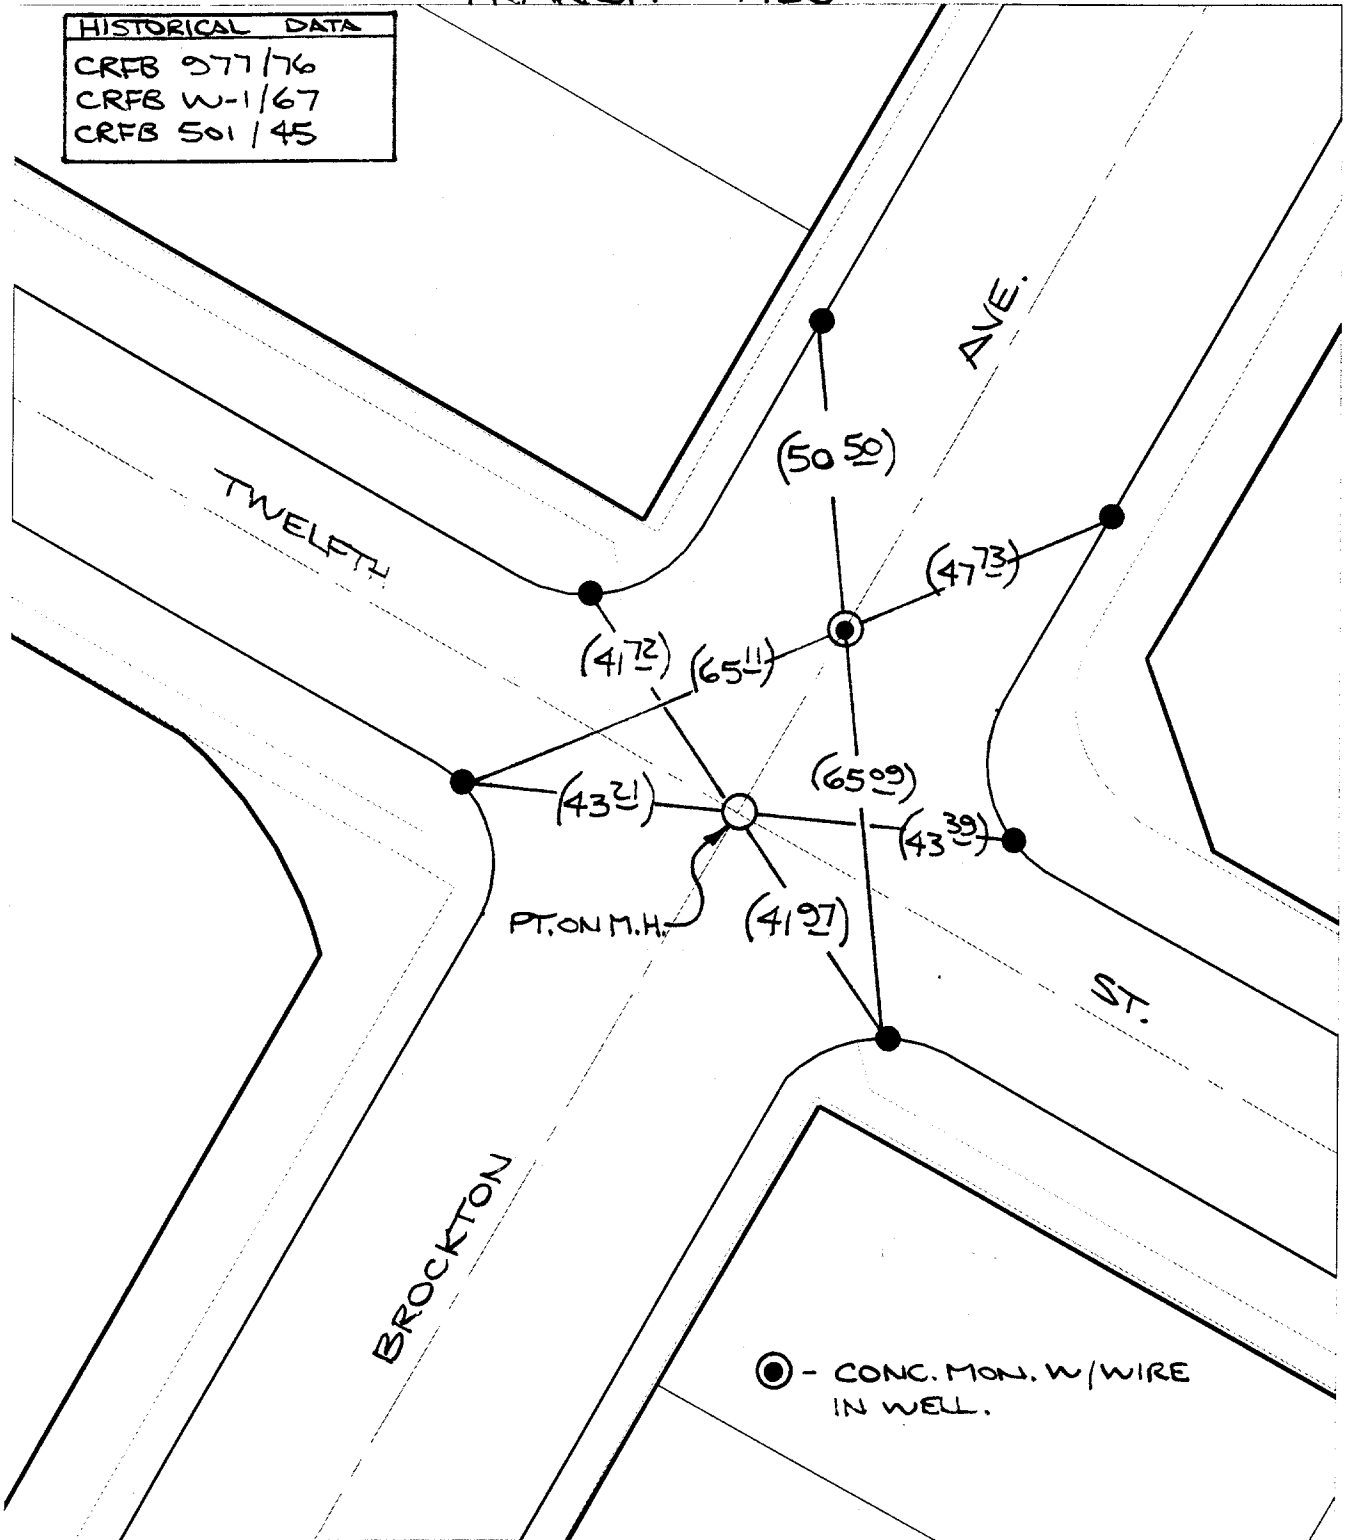 HISTORICAL DATA
CRFB 977/76
CRFB W-1/67
CRFB 501/45
AVE.
(50 50)
TWELFTH
(47 73)
(41 72)
(65 11)
(65 09)
(43 21)
(43 39)
PT. ON M.H.
(41 97)
ST.
BROCKTON
- CONC. MON. W/WIRE
IN WELL.